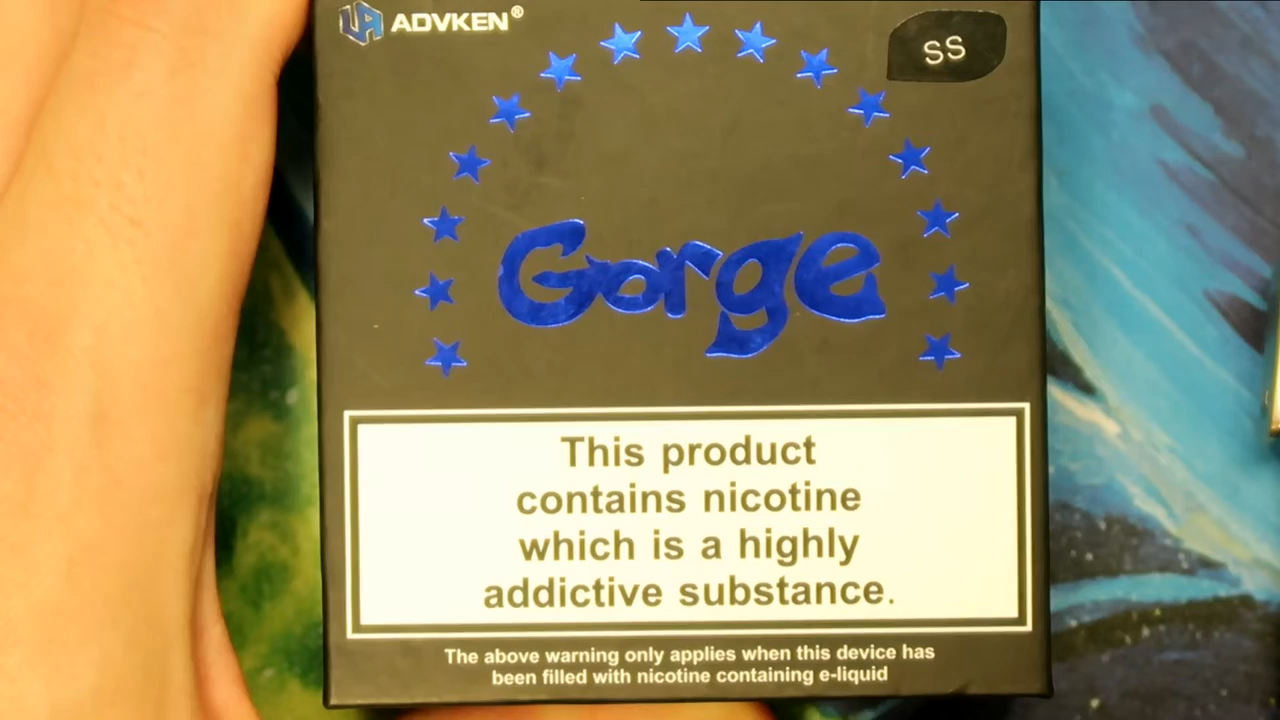 ADVKEN®
SS
Gorge
This product
contains nicotine
which is a highly
addictive substance.
The above warning only applies when this device has
been filled with nicotine containing e-liquid